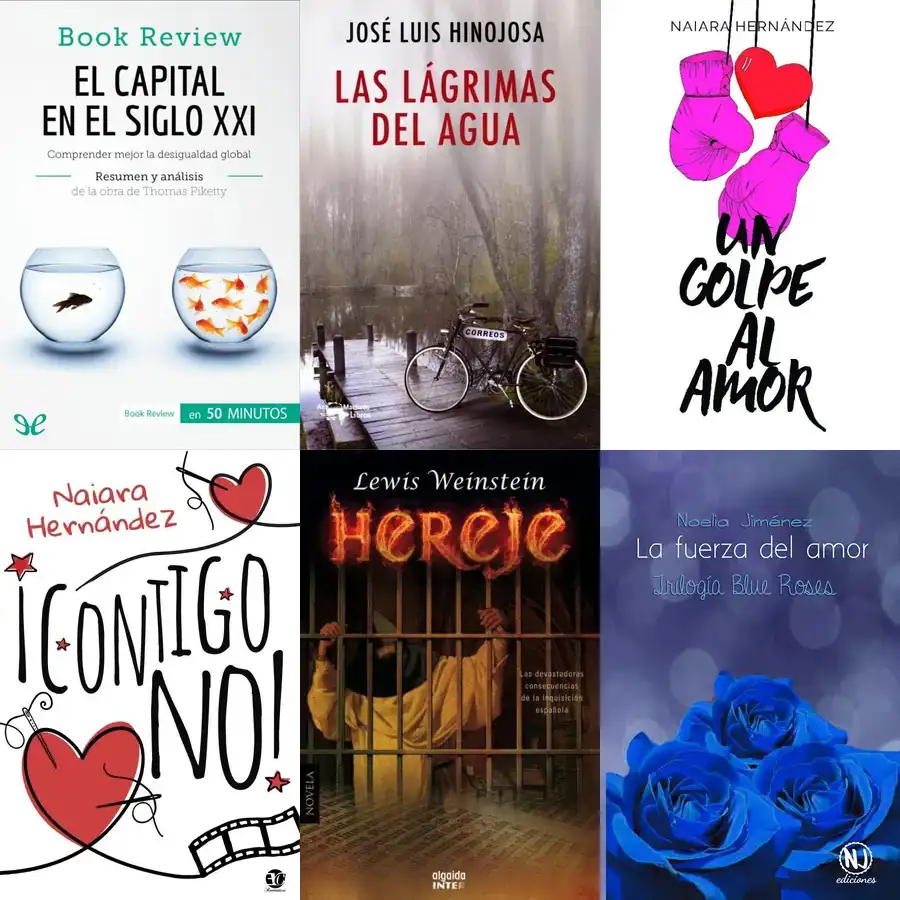 Book Review
EL CAPITAL
EN EL SIGLO XXI
Comprender mejor la desigualdad global
Resumen y análisis
de la obra de Thomas Piketty
Book Review en 50 MINUTOS
JOSÉ LUIS HINOJOSA
LAS LÁGRIMAS
DEL AGUA
CORREOS
NAIARA HERNÁNDEZ
UN
GOLPE
AL
AMOR
Naiara
Hernández
¡CONTIGO
NO!
Lewis Weinstein
HEREJE
Las devastadoras
consecuencias
de la inquisición
española
NOVELA
algaida
INTER
Noelia Jiménez
La fuerza del amor
Trilogía Blue Roses
NJ
ediciones